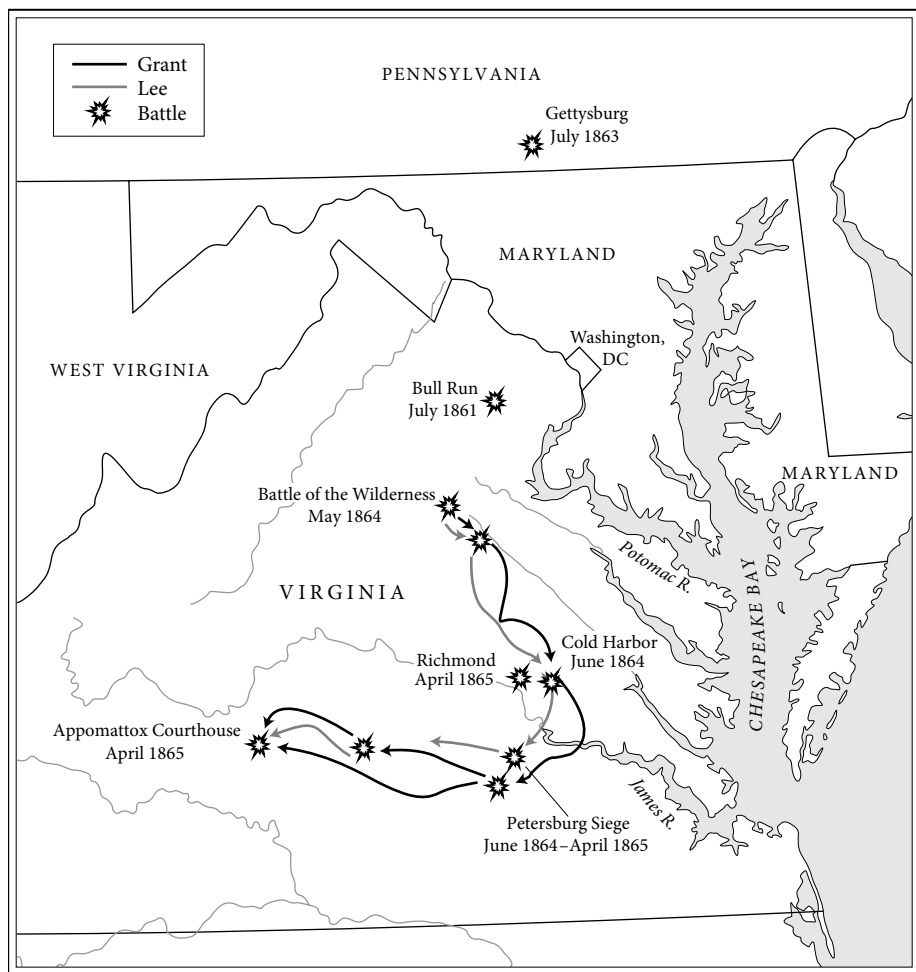 Grant
Lee
Battle
PENNSYLVANIA
Gettysburg
July 1863
MARYLAND
Washington,
DC
WEST VIRGINIA
Bull Run
July 1861
MARYLAND
Battle of the Wilderness
May 1864
Potomac R.
VIRGINIA
CHESAPEAKE BAY
Cold Harbor
June 1864
Richmond
April 1865
Appomattox Courthouse
April 1865
James R.
Petersburg Siege
June 1864–April 1865